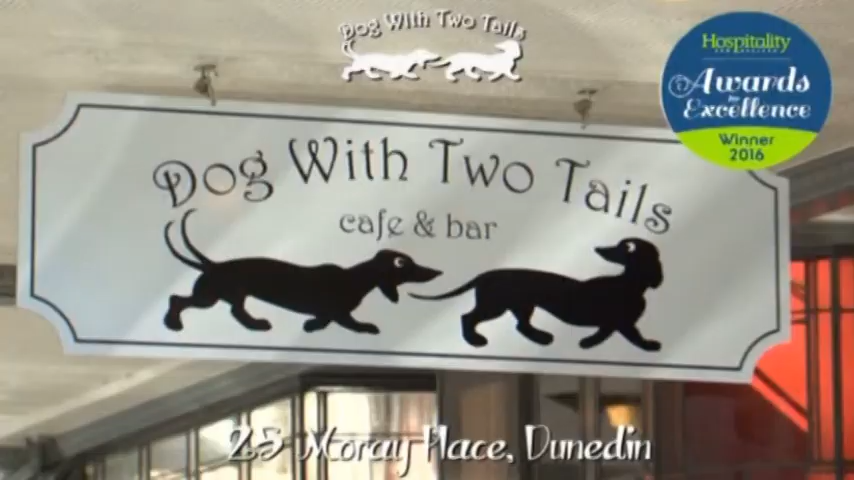 Dog With Two Tails
Hospitality
Awards
for
Excellence
Winner
2016
Dog With Two Tails
cafe & bar
25 Moray Place, Dunedin